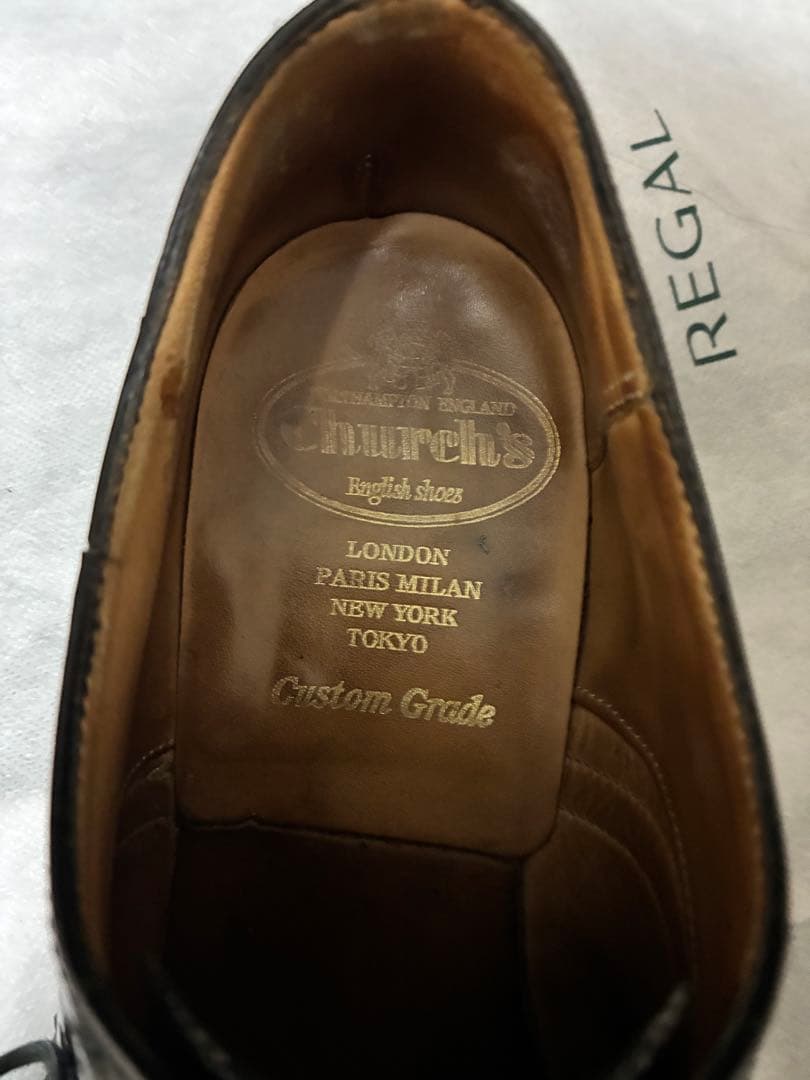 NORTHAMPTON ENGLAND
Church's
English shoes
LONDON
PARIS MILAN
NEW YORK
TOKYO
Custom Grade
REGAL